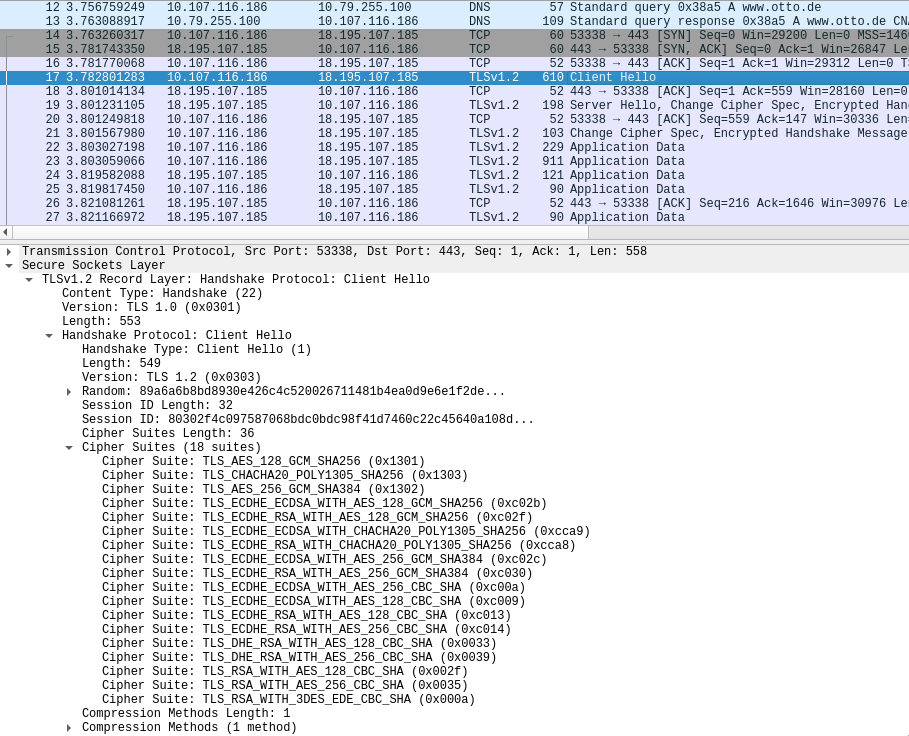 12 3.756759249 10.107.116.186 10.79.255.100 DNS 57 Standard query 0x38a5 A www.otto.de
13 3.763088917 10.79.255.100 10.107.116.186 DNS 109 Standard query response 0x38a5 A www.otto.de CNA
14 3.763260317 10.107.116.186 18.195.107.185 TCP 60 53338 → 443 [SYN] Seq=0 Win=29200 Len=0 MSS=146
15 3.781743350 18.195.107.185 10.107.116.186 TCP 60 443 → 53338 [SYN, ACK] Seq=0 Ack=1 Win=26847 Len
16 3.781770068 10.107.116.186 18.195.107.185 TCP 52 53338 → 443 [ACK] Seq=1 Ack=1 Win=29312 Len=0 T
17 3.782801283 10.107.116.186 18.195.107.185 TLSv1.2 610 Client Hello
18 3.801014134 18.195.107.185 10.107.116.186 TCP 52 443 → 53338 [ACK] Seq=1 Ack=559 Win=28160 Len=0
19 3.801231105 18.195.107.185 10.107.116.186 TLSv1.2 198 Server Hello, Change Cipher Spec, Encrypted Han
20 3.801249818 10.107.116.186 18.195.107.185 TCP 52 53338 → 443 [ACK] Seq=559 Ack=147 Win=30336 Len=
21 3.801567980 10.107.116.186 18.195.107.185 TLSv1.2 103 Change Cipher Spec, Encrypted Handshake Message
22 3.803027198 10.107.116.186 18.195.107.185 TLSv1.2 229 Application Data
23 3.803059066 10.107.116.186 18.195.107.185 TLSv1.2 911 Application Data
24 3.819582088 18.195.107.185 10.107.116.186 TLSv1.2 121 Application Data
25 3.819817450 10.107.116.186 18.195.107.185 TLSv1.2 90 Application Data
26 3.821081261 18.195.107.185 10.107.116.186 TCP 52 443 → 53338 [ACK] Seq=216 Ack=1646 Win=30976 Le
27 3.821166972 18.195.107.185 10.107.116.186 TLSv1.2 90 Application Data
Transmission Control Protocol, Src Port: 53338, Dst Port: 443, Seq: 1, Ack: 1, Len: 558
Secure Sockets Layer
TLSv1.2 Record Layer: Handshake Protocol: Client Hello
Content Type: Handshake (22)
Version: TLS 1.0 (0x0301)
Length: 553
Handshake Protocol: Client Hello
Handshake Type: Client Hello (1)
Length: 549
Version: TLS 1.2 (0x0303)
Random: 89a6a6b8bd8930e426c4c520026711481b4ea0d9e6e1f2de...
Session ID Length: 32
Session ID: 80302f4c097587068bdc0bdc98f41d7460c22c45640a108d...
Cipher Suites Length: 36
Cipher Suites (18 suites)
Cipher Suite: TLS_AES_128_GCM_SHA256 (0x1301)
Cipher Suite: TLS_CHACHA20_POLY1305_SHA256 (0x1303)
Cipher Suite: TLS_AES_256_GCM_SHA384 (0x1302)
Cipher Suite: TLS_ECDHE_ECDSA_WITH_AES_128_GCM_SHA256 (0xc02b)
Cipher Suite: TLS_ECDHE_RSA_WITH_AES_128_GCM_SHA256 (0xc02f)
Cipher Suite: TLS_ECDHE_ECDSA_WITH_CHACHA20_POLY1305_SHA256 (0xcca9)
Cipher Suite: TLS_ECDHE_RSA_WITH_CHACHA20_POLY1305_SHA256 (0xcca8)
Cipher Suite: TLS_ECDHE_ECDSA_WITH_AES_256_GCM_SHA384 (0xc02c)
Cipher Suite: TLS_ECDHE_RSA_WITH_AES_256_GCM_SHA384 (0xc030)
Cipher Suite: TLS_ECDHE_ECDSA_WITH_AES_256_CBC_SHA (0xc00a)
Cipher Suite: TLS_ECDHE_ECDSA_WITH_AES_128_CBC_SHA (0xc009)
Cipher Suite: TLS_ECDHE_RSA_WITH_AES_128_CBC_SHA (0xc013)
Cipher Suite: TLS_ECDHE_RSA_WITH_AES_256_CBC_SHA (0xc014)
Cipher Suite: TLS_DHE_RSA_WITH_AES_128_CBC_SHA (0x0033)
Cipher Suite: TLS_DHE_RSA_WITH_AES_256_CBC_SHA (0x0039)
Cipher Suite: TLS_RSA_WITH_AES_128_CBC_SHA (0x002f)
Cipher Suite: TLS_RSA_WITH_AES_256_CBC_SHA (0x0035)
Cipher Suite: TLS_RSA_WITH_3DES_EDE_CBC_SHA (0x000a)
Compression Methods Length: 1
Compression Methods (1 method)